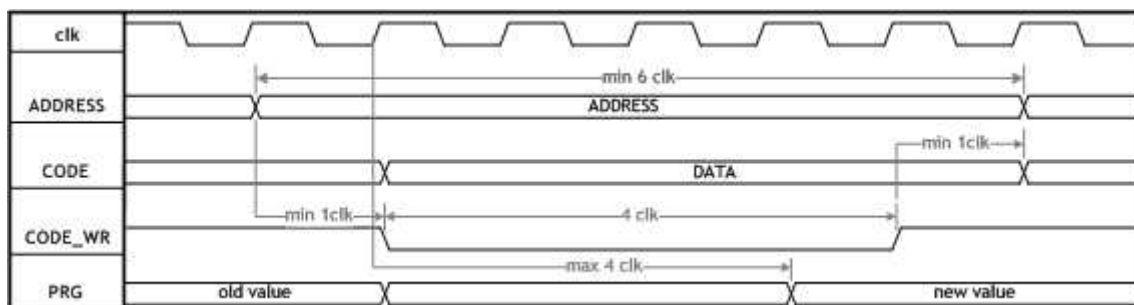 clk
min 6 clk
ADDRESS ADDRESS
min 1clk
CODE DATA
min 1clk 4 clk
CODE_WR
max 4 clk
PRG old value new value